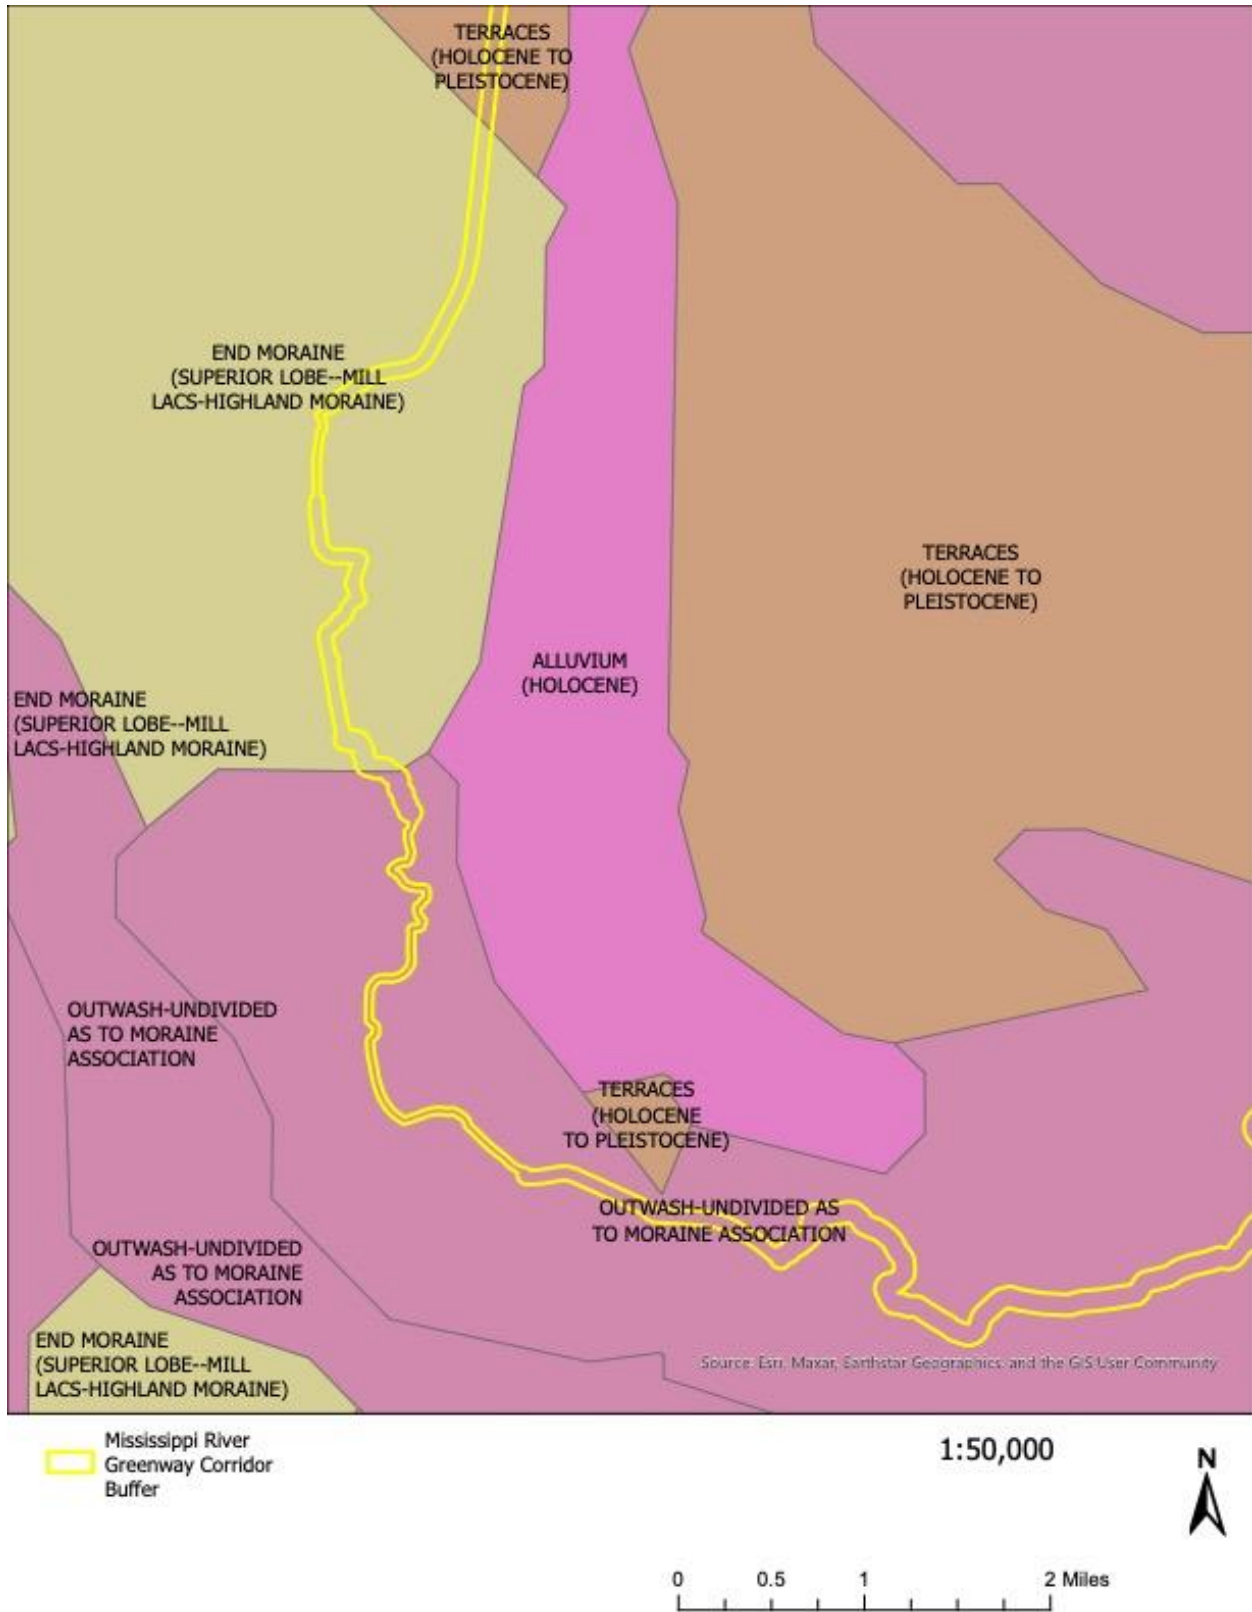 TERRACES
(HOLOCENE TO
PLEISTOCENE)
END MORAINE
(SUPERIOR LOBE--MILL
LACS-HIGHLAND MORAINE)
TERRACES
(HOLOCENE TO
PLEISTOCENE)
ALLUVIUM
(HOLOCENE)
END MORAINE
(SUPERIOR LOBE--MILL
LACS-HIGHLAND MORAINE)
OUTWASH-UNDIVIDED
AS TO MORAINE
ASSOCIATION
TERRACES
(HOLOCENE
TO PLEISTOCENE)
OUTWASH-UNDIVIDED AS
TO MORAINE ASSOCIATION
OUTWASH-UNDIVIDED
AS TO MORAINE
ASSOCIATION
END MORAINE
(SUPERIOR LOBE--MILL
LACS-HIGHLAND MORAINE)
Source: Esri, Maxar, Earthstar Geographics, and the GIS User Community
Mississippi River
Greenway Corridor
Buffer
1:50,000
N
0 0.5 1 2 Miles